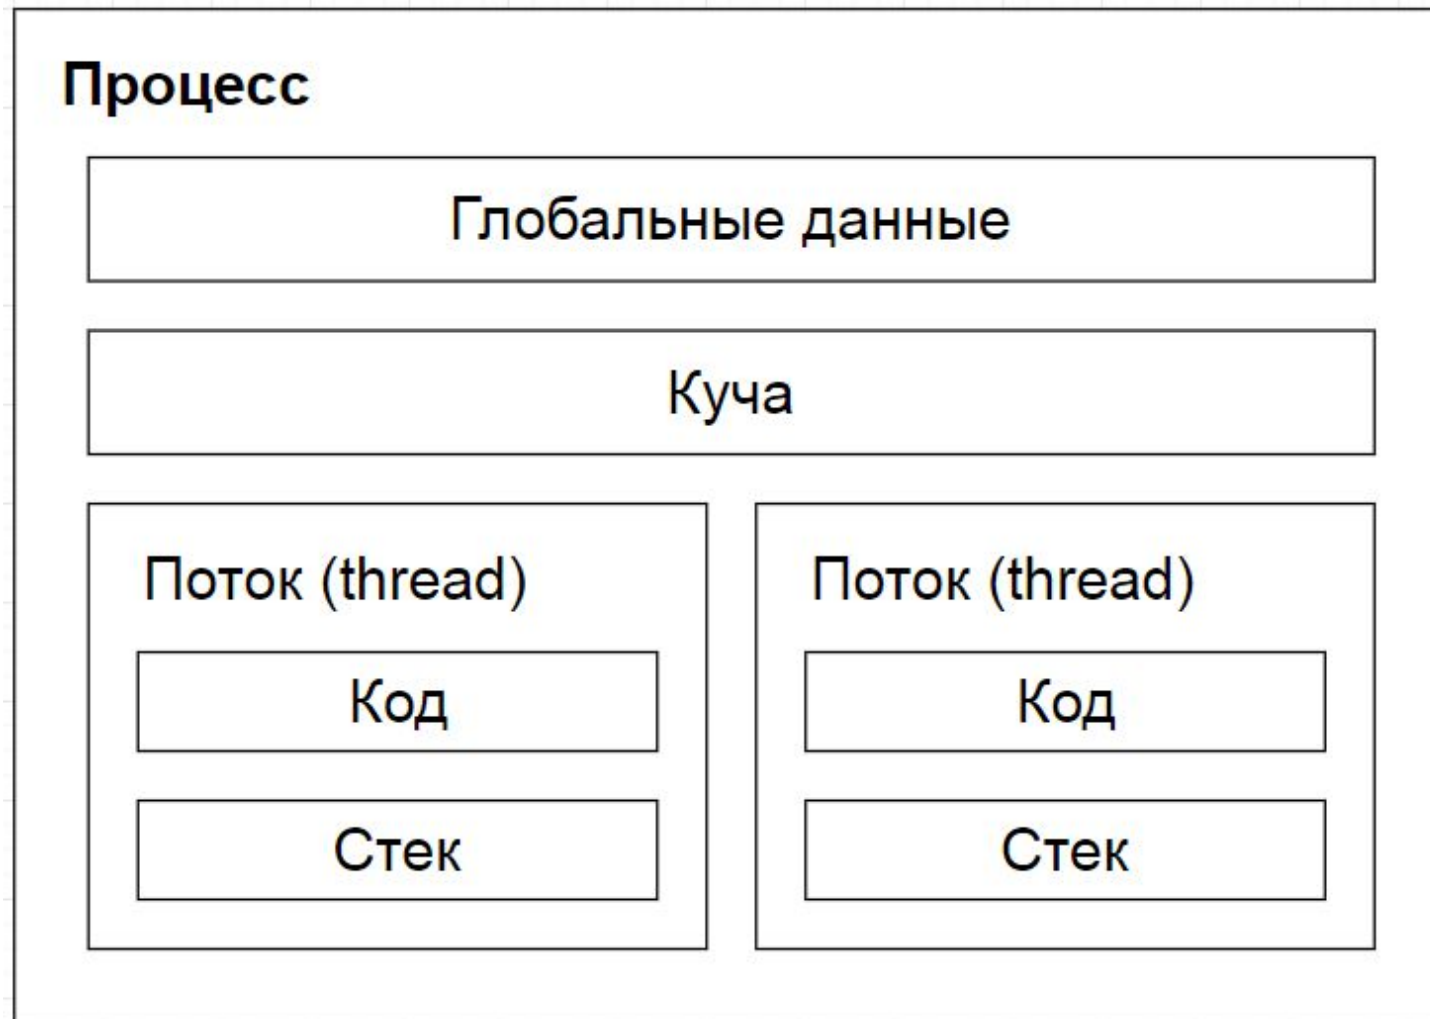 Процесс
Глобальные данные
Куча
Поток (thread)
Поток (thread)
Код
Код
Стек
Стек